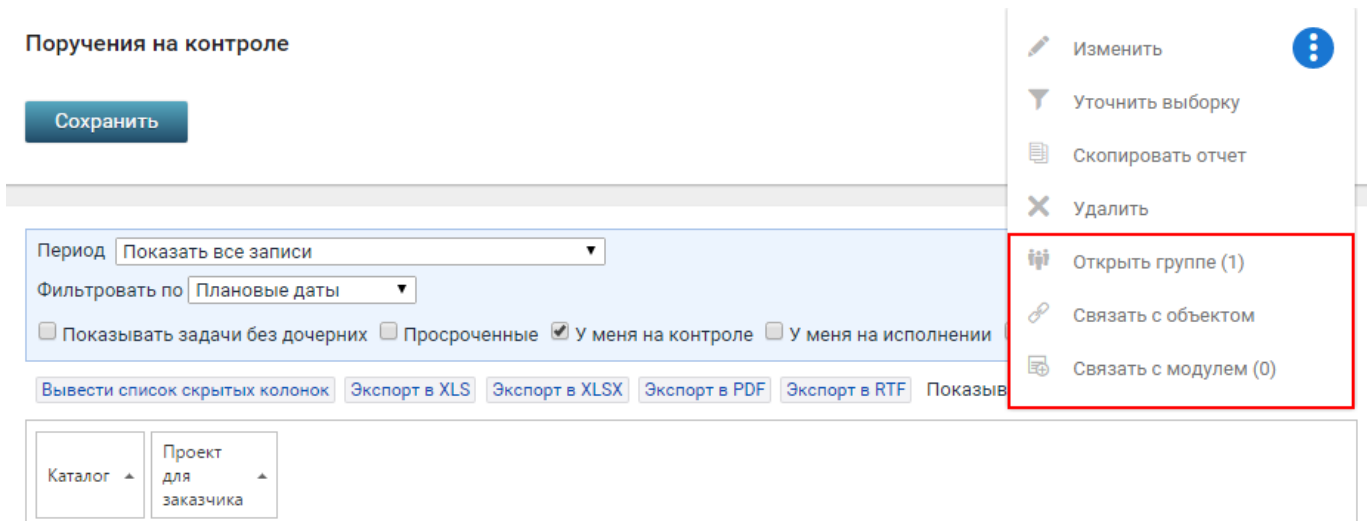 Поручения на контроле
Сохранить
Изменить
Уточнить выборку
Скопировать отчет
Удалить
Открыть группе (1)
Связать с объектом
Связать с модулем (0)
Период Показать все записи
Фильтровать по Плановые даты
Показывать задачи без дочерних Просроченные У меня на контроле У меня на исполнении
Вывести список скрытых колонок Экспорт в XLS Экспорт в XLSX Экспорт в PDF Экспорт в RTF Показыв
Каталог
Проект
для
заказчика